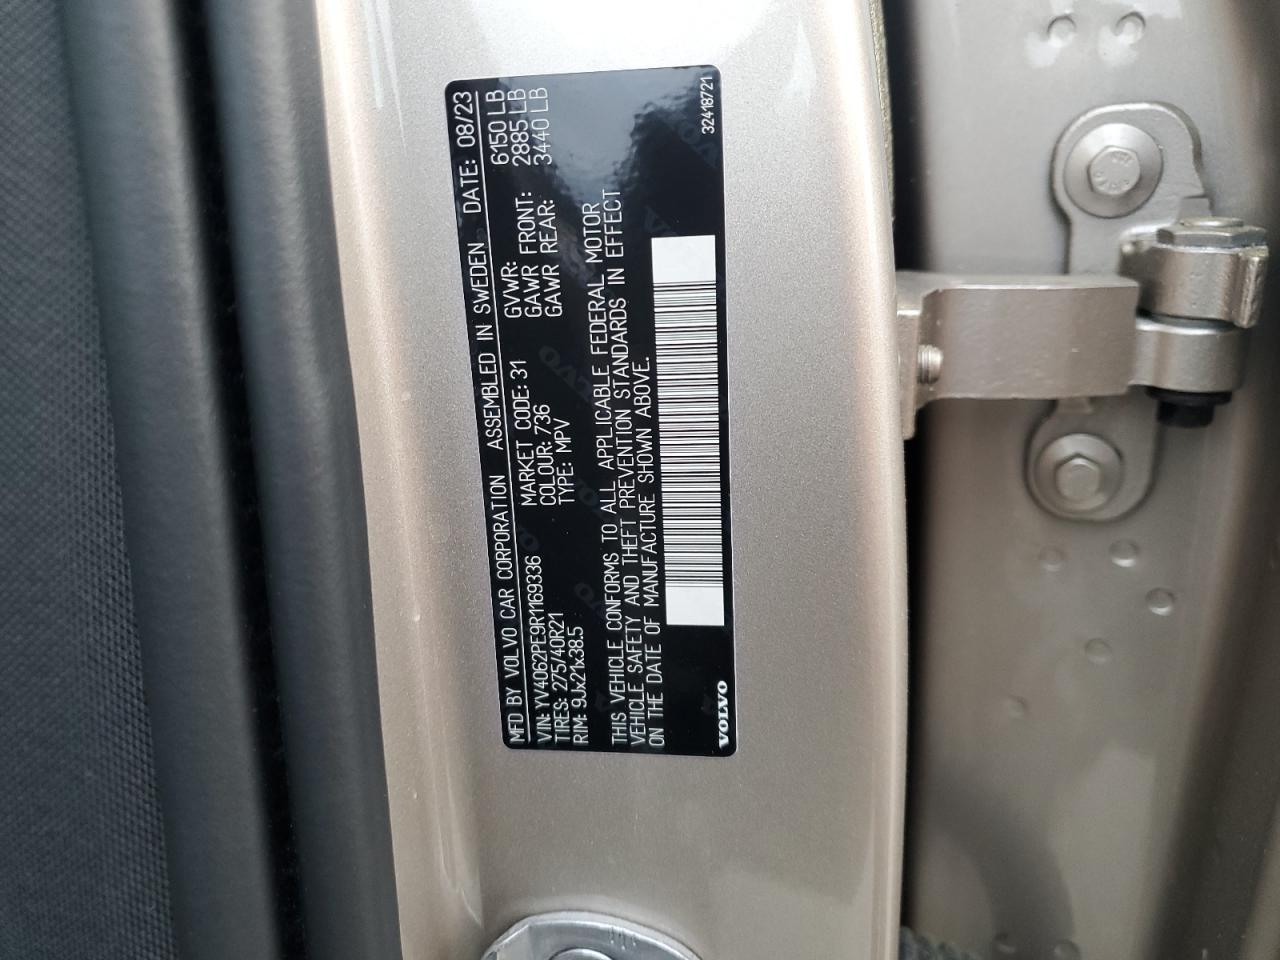 MFD BY VOLVO CAR CORPORATION ASSEMBLED IN SWEDEN DATE: 08/23
VIN: YV4062PE9R1169336 MARKET CODE: 31 GVWR: 6150 LB
TIRES: 275/40R21 COLOUR: 736 GAWR FRONT: 2885 LB
RIM: 9Jx21x38.5 TYPE: MPV GAWR REAR: 3440 LB
THIS VEHICLE CONFORMS TO ALL APPLICABLE FEDERAL MOTOR
VEHICLE SAFETY AND THEFT PREVENTION STANDARDS IN EFFECT
ON THE DATE OF MANUFACTURE SHOWN ABOVE.
VOLVO 32418721